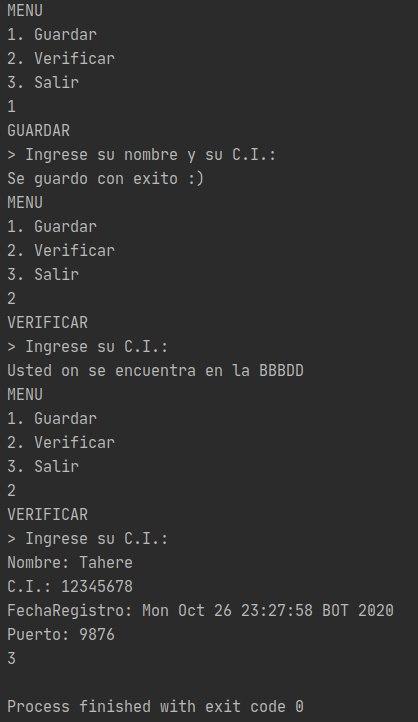 MENU
1. Guardar
2. Verificar
3. Salir
1
GUARDAR
> Ingrese su nombre y su C.I.:
Se guardo con exito :)
MENU
1. Guardar
2. Verificar
3. Salir
2
VERIFICAR
> Ingrese su C.I.:
Usted on se encuentra en la BBBDD
MENU
1. Guardar
2. Verificar
3. Salir
2
VERIFICAR
> Ingrese su C.I.:
Nombre: Tahere
C.I.: 12345678
FechaRegistro: Mon Oct 26 23:27:58 BOT 2020
Puerto: 9876
3
Process finished with exit code 0